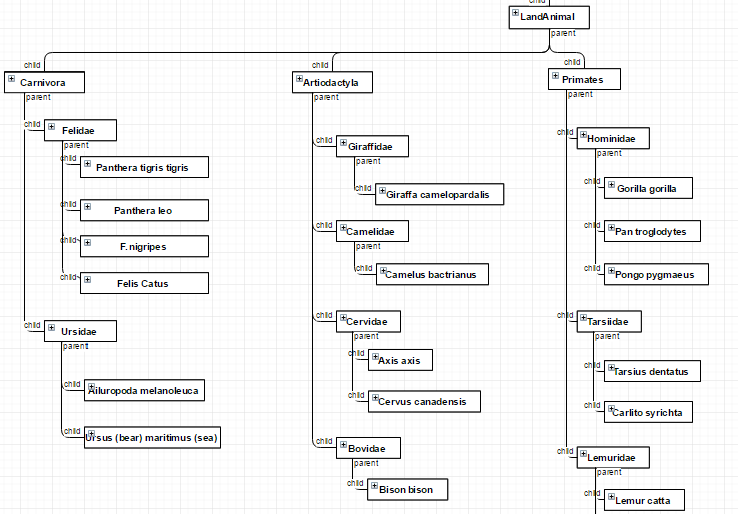 child
LandAnimal
parent
child
Carnivora
parent
child
Felidae
parent
child
Panthera tigris tigris
child
Panthera leo
child
F. nigripes
child
Felis Catus
child
Ursidae
parent
child
Ailuropoda melanoleuca
child
Ursus (bear) maritimus (sea)
child
Artiodactyla
parent
child
Giraffidae
parent
child
Giraffa camelopardalis
child
Camelidae
parent
child
Camelus bactrianus
child
Cervidae
parent
child
Axis axis
child
Cervus canadensis
child
Bovidae
parent
child
Bison bison
child
Primates
parent
child
Hominidae
parent
child
Gorilla gorilla
child
Pan troglodytes
child
Pongo pygmaeus
child
Tarsiidae
parent
child
Tarsius dentatus
child
Carlito syrichta
child
Lemuridae
parent
child
Lemur catta